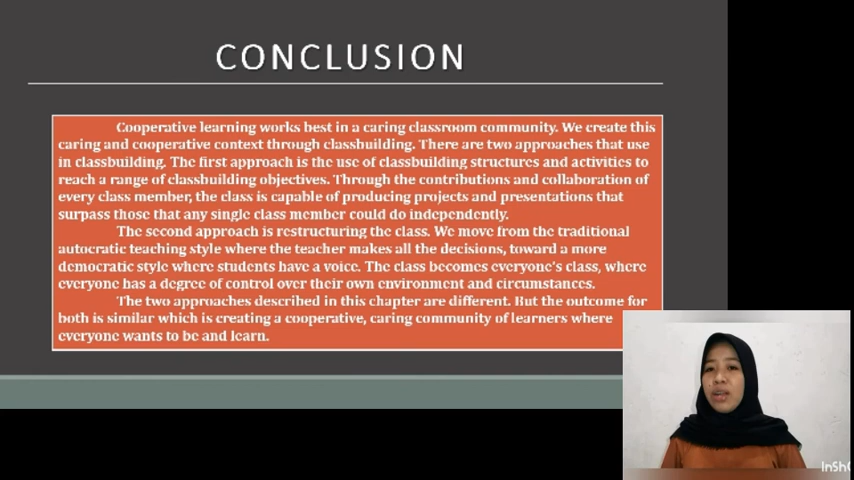 CONCLUSION
Cooperative learning works best in a caring classroom community. We create this
caring and cooperative context through classbuilding. There are two approaches that use
in classbuilding. The first approach is the use of classbuilding structures and activities to
reach a range of classbuilding objectives. Through the contributions and collaboration of
every class member, the class is capable of producing projects and presentations that
surpass those that any single class member could do independently.
The second approach is restructuring the class. We move from the traditional
autocratic teaching style where the teacher makes all the decisions, toward a more
democratic style where students have a voice. The class becomes everyone's class, where
everyone has a degree of control over their own environment and circumstances.
The two approaches described in this chapter are different. But the outcome for
both is similar which is creating a cooperative, caring community of learners where
everyone wants to be and learn.